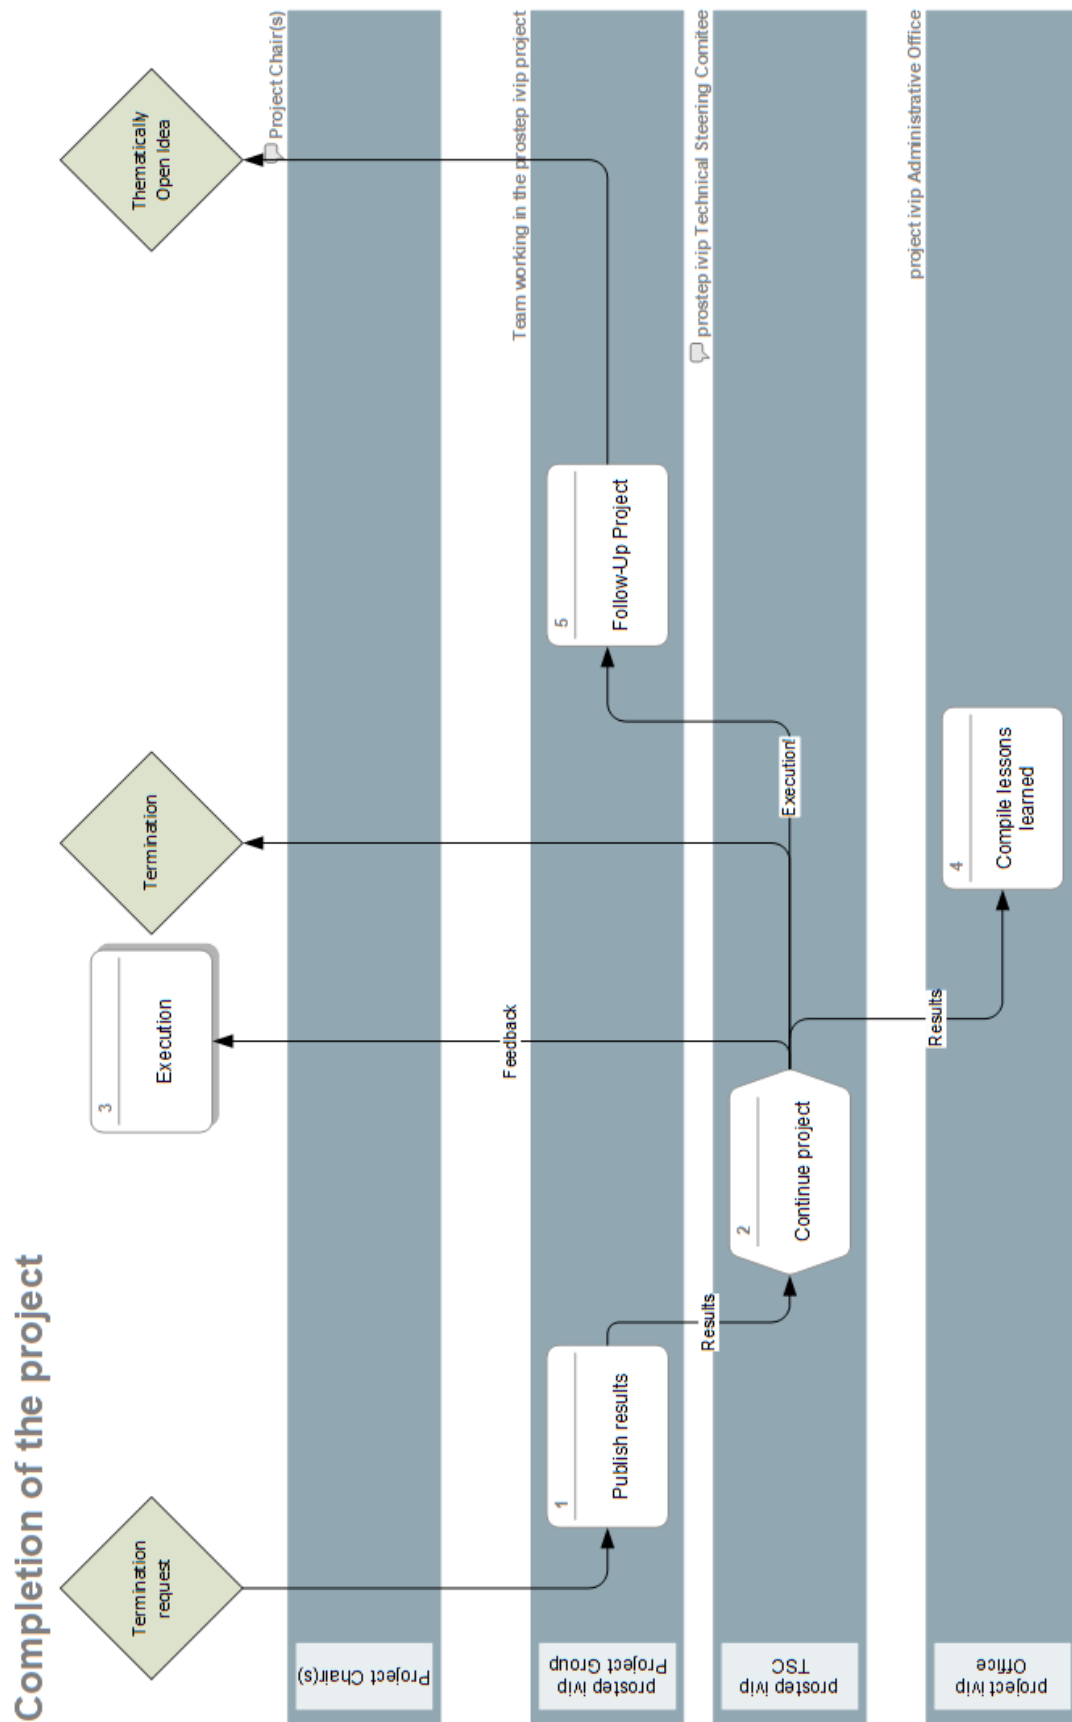 Completion of the project
Termination
request
3
Execution
Termination
Thematically
Open Idea
Project Chair(s)
Project Chair(s)
Feedback
Team working in the prostep ivip project
prostep ivip
Project Group
1
Publish results
5
Follow-Up Project
Results
prostep ivip Technical Steering Comitee
prostep ivip
TSC
2
Continue project
Execution!
Results
project ivip Administrative Office
project ivip
Office
4
Compile lessons
learned